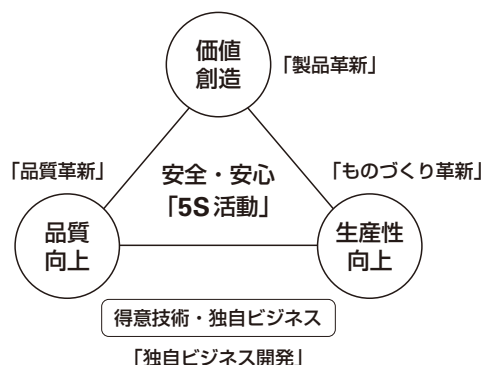 価値
創造
「製品革新」
「品質革新」
安全・安心
「5S活動」
「ものづくり革新」
品質
向上
生産性
向上
得意技術・独自ビジネス
「独自ビジネス開発」